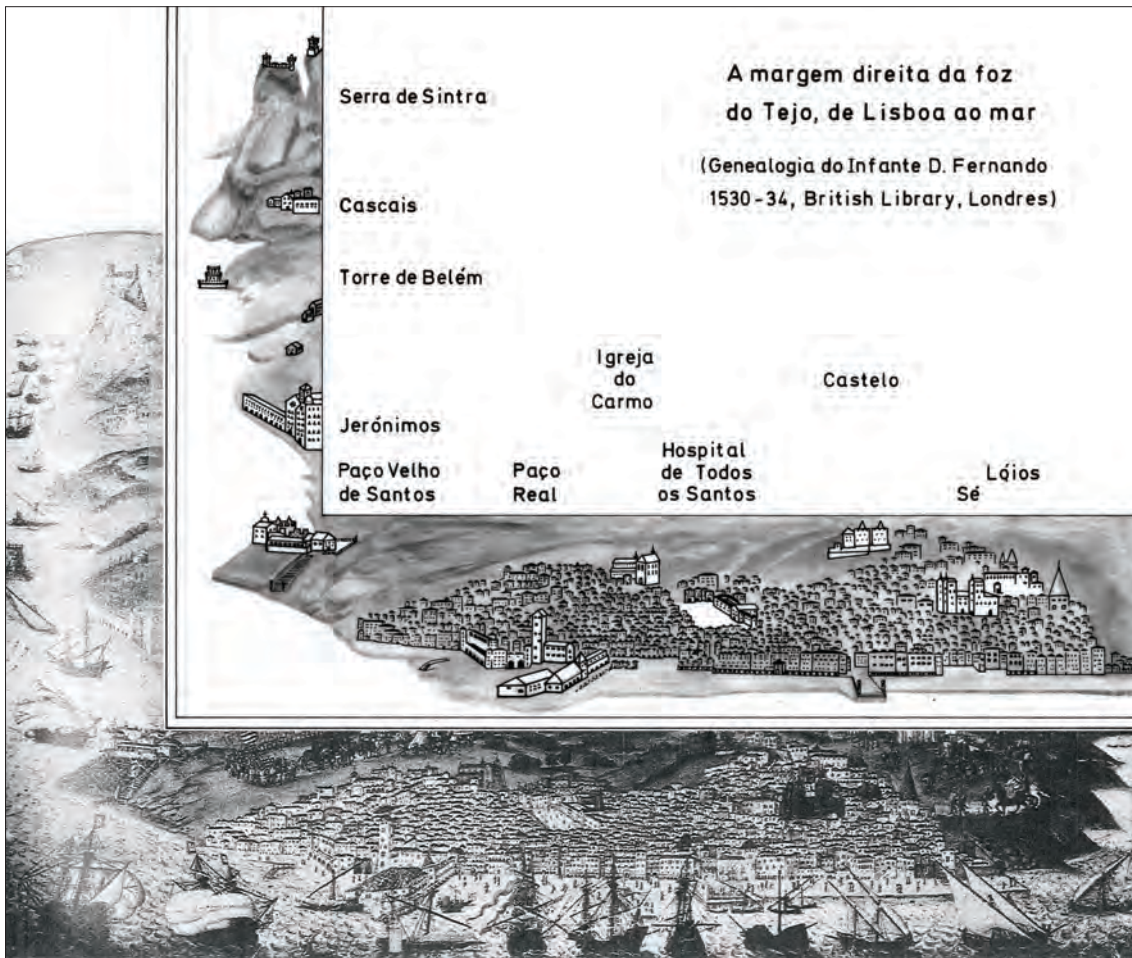 A margem direita da foz
do Tejo, de Lisboa ao mar
(Genealogia do Infante D. Fernando
1530-34, British Library, Londres)
Serra de Sintra
Cascais
Torre de Belém
Jerónimos
Igreja
do
Carmo
Castelo
Paço Velho
de Santos
Paço
Real
Hospital
de Todos
os Santos
Sé
Lóios